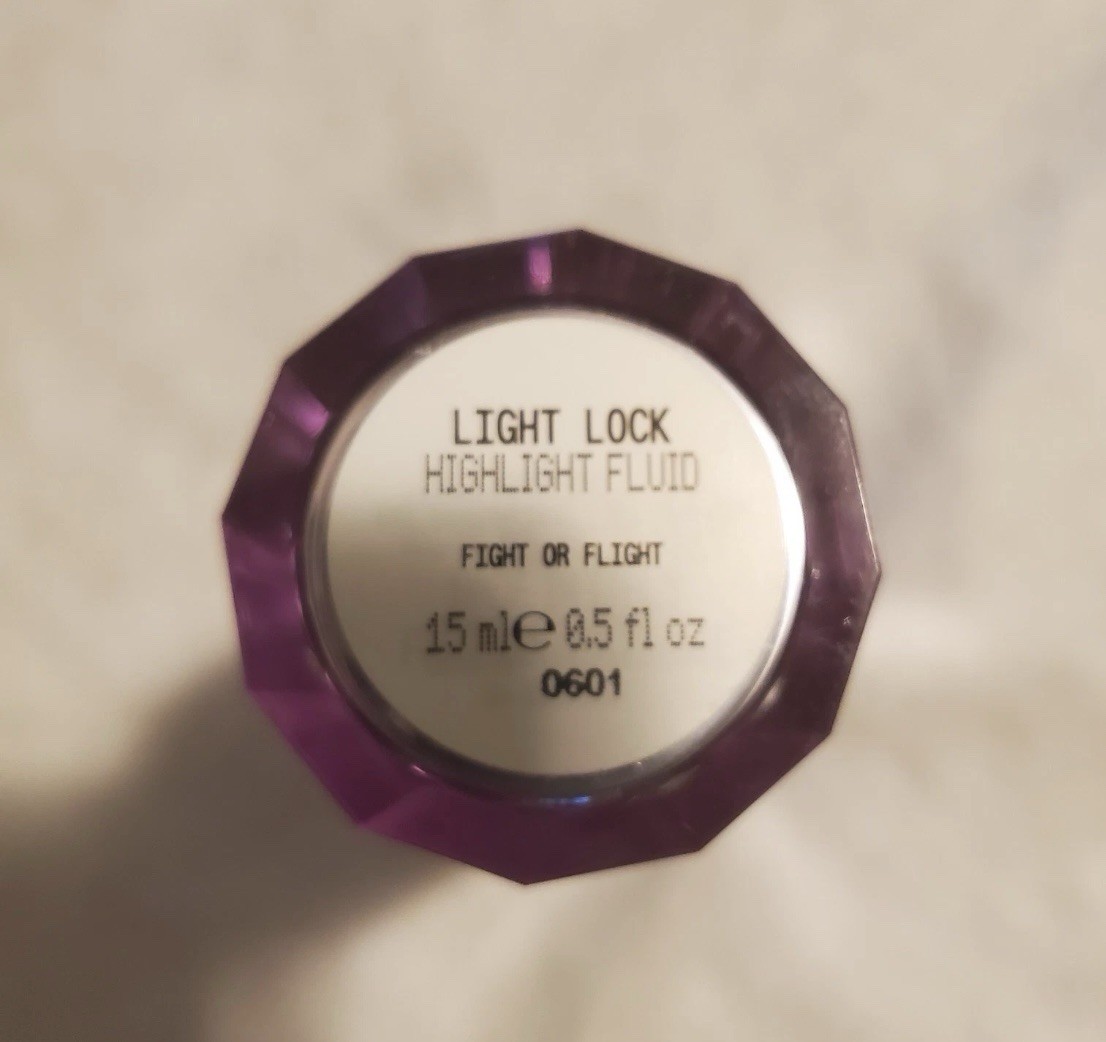 LIGHT LOCK
HIGHLIGHT FLUID
FIGHT OR FLIGHT
15 ml℮ 0.5 fl oz
0601